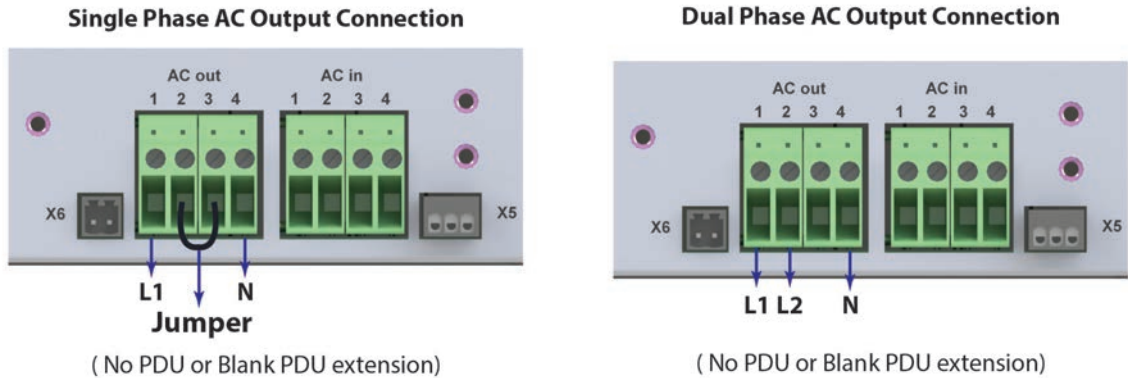 Single Phase AC Output Connection
AC out
AC in
1 2 3 4
1 2 3 4
X6
X5
L1
N
Jumper
( No PDU or Blank PDU extension)
Dual Phase AC Output Connection
AC out
AC in
1 2 3 4
1 2 3 4
X6
X5
L1 L2 N
( No PDU or Blank PDU extension)